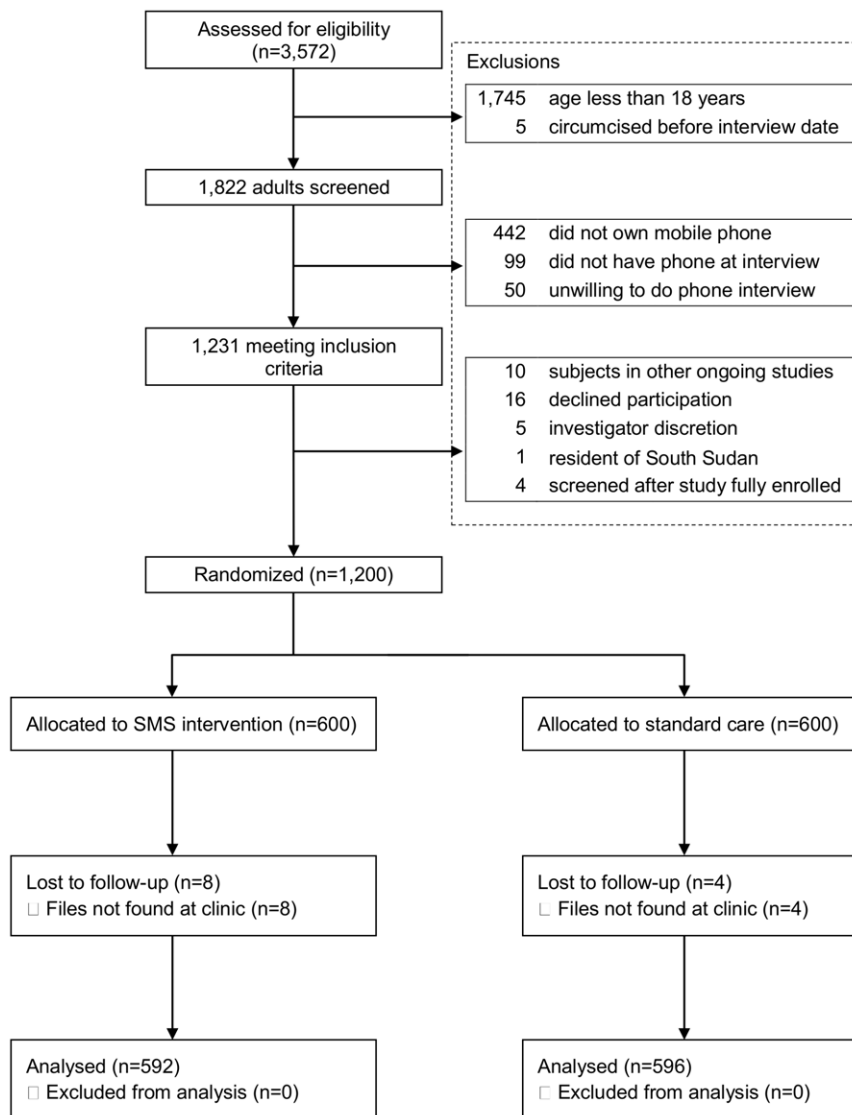 Assessed for eligibility
(n=3,572)
Exclusions
1,745 age less than 18 years
5 circumcised before interview date
1,822 adults screened
442 did not own mobile phone
99 did not have phone at interview
50 unwilling to do phone interview
1,231 meeting inclusion
criteria
10 subjects in other ongoing studies
16 declined participation
5 investigator discretion
1 resident of South Sudan
4 screened after study fully enrolled
Randomized (n=1,200)
Allocated to SMS intervention (n=600)
Allocated to standard care (n=600)
Lost to follow-up (n=8)
□ Files not found at clinic (n=8)
Lost to follow-up (n=4)
□ Files not found at clinic (n=4)
Analysed (n=592)
□ Excluded from analysis (n=0)
Analysed (n=596)
□ Excluded from analysis (n=0)